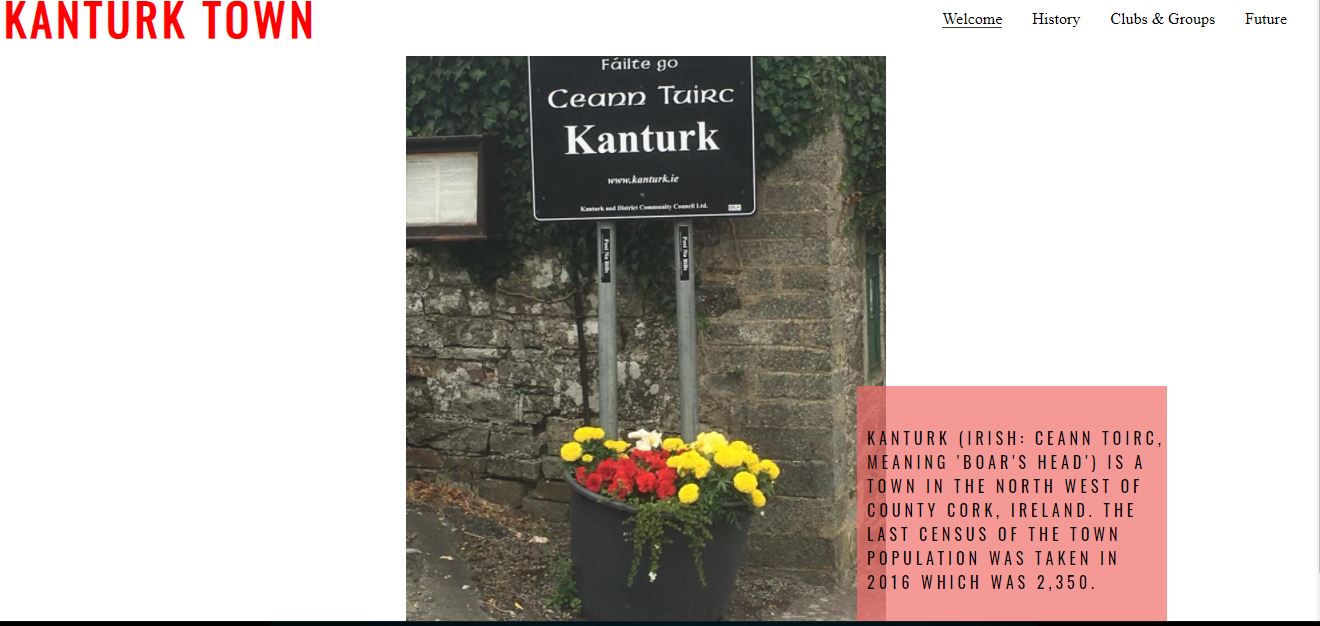 KANTURK TOWN
Welcome History Clubs & Groups Future
Fáilte go
Ceann Tuirc
Kanturk
www.kanturk.ie
Kanturk and District Community Council Ltd.
Post No Bills
Post No Bills
KANTURK (IRISH: CEANN TOIRC,
MEANING 'BOAR'S HEAD') IS A
TOWN IN THE NORTH WEST OF
COUNTY CORK, IRELAND. THE
LAST CENSUS OF THE TOWN
POPULATION WAS TAKEN IN
2016 WHICH WAS 2,350.